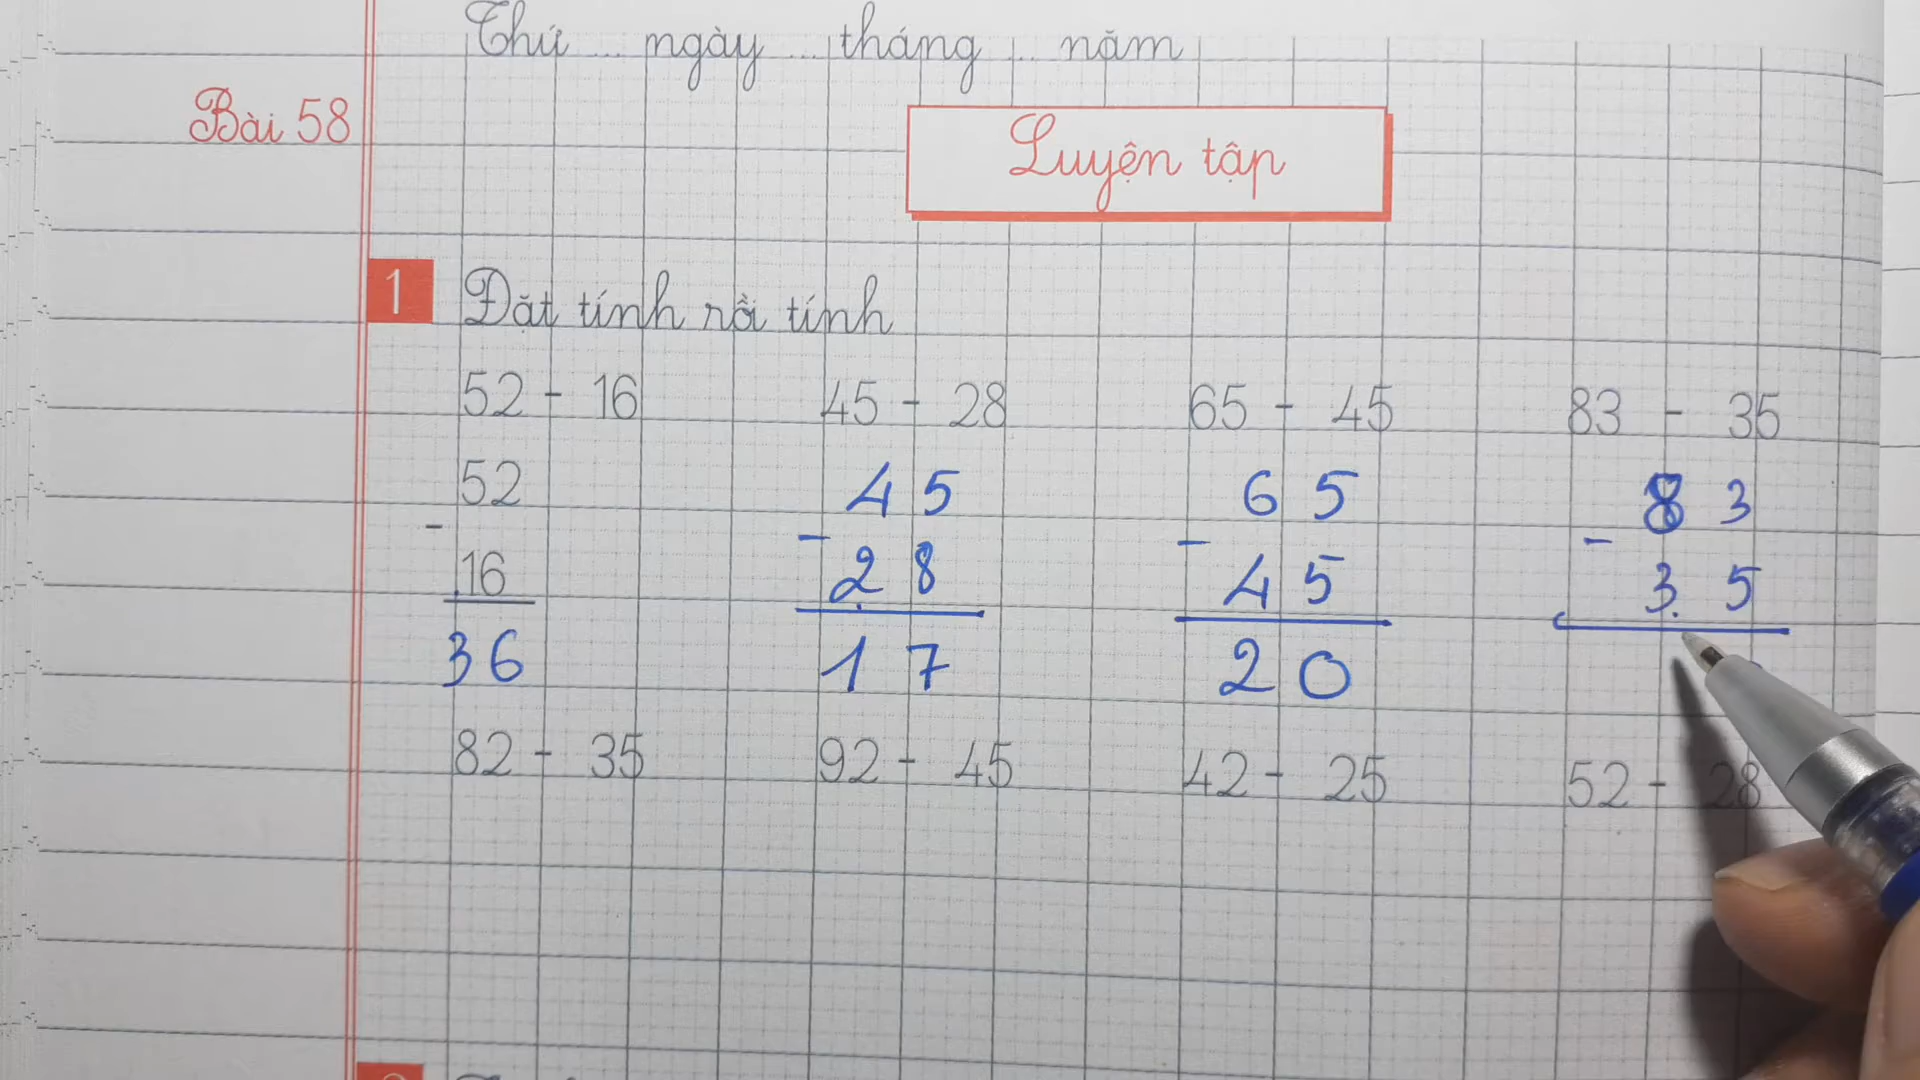 Thứ ... ngày ... tháng ... năm
Bài 58
Luyện tập
1 Đặt tính rồi tính
52 - 16 45 - 28 65 - 45 83 - 35
52 45 65 83
- - - -
16 28 45 35
36 17 20
82 - 35 92 - 45 42 - 25 52 - 28